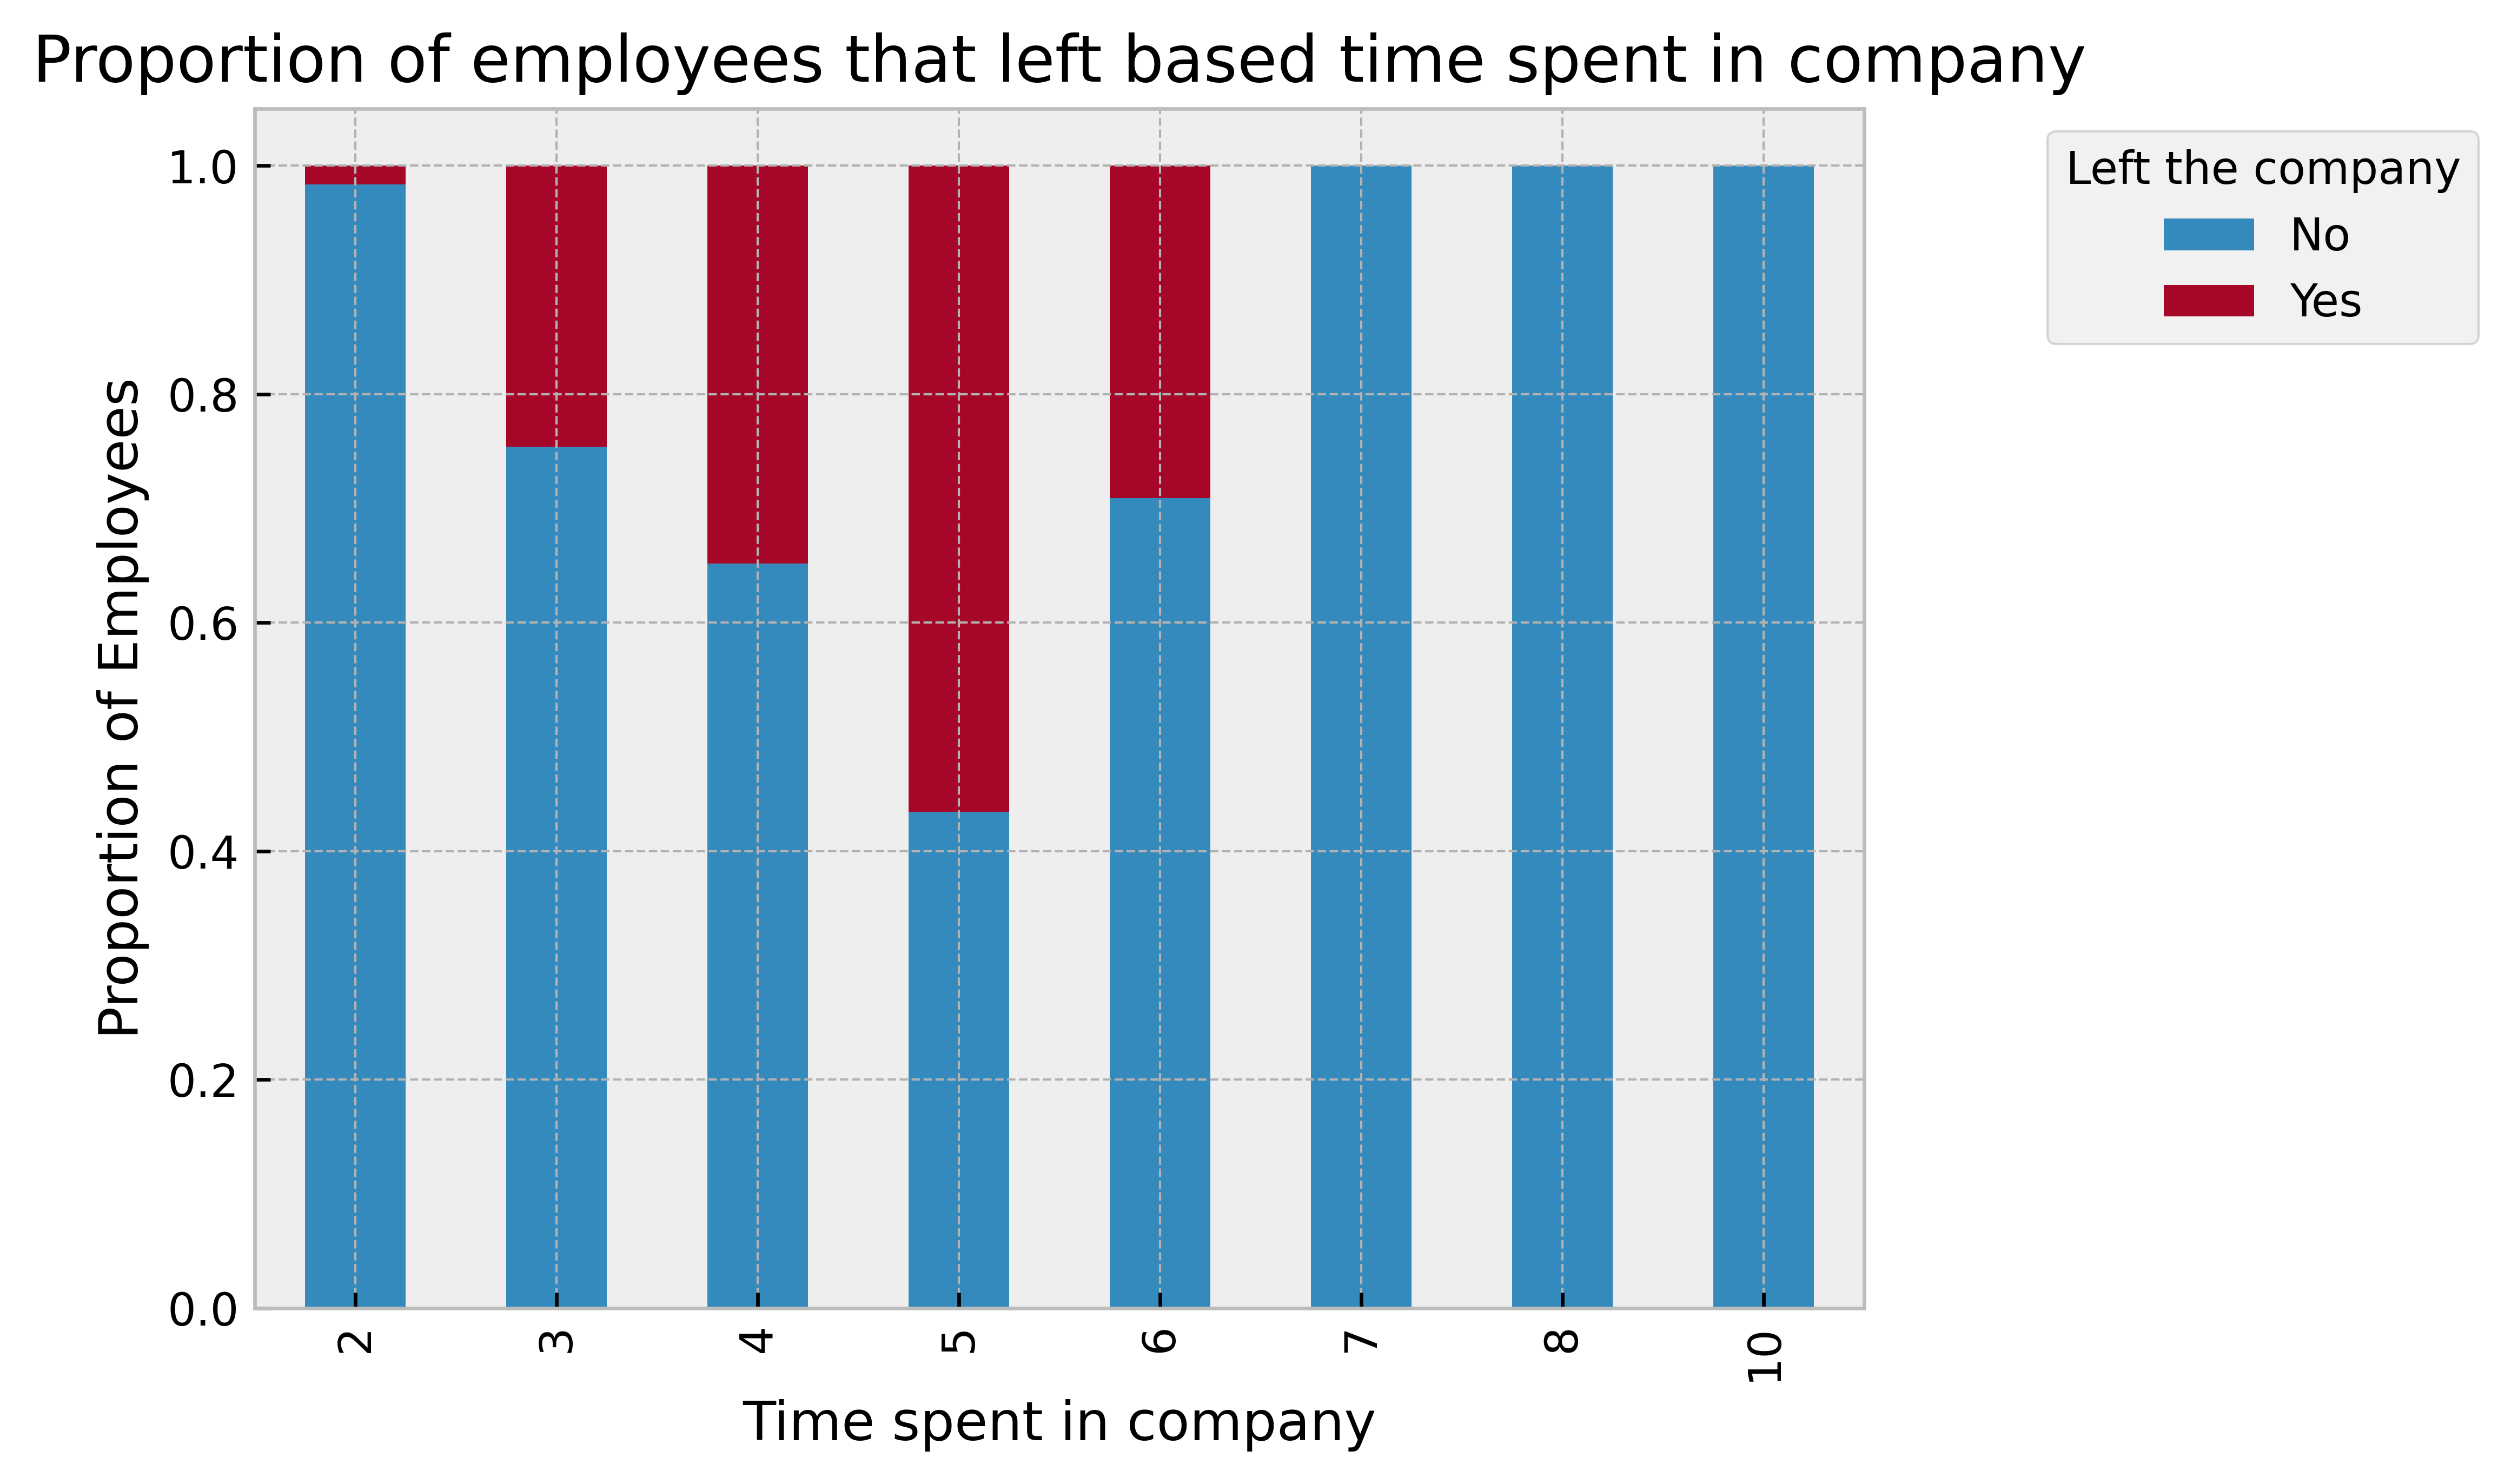 Proportion of employees that left based time spent in company
Left the company
No
Yes
Proportion of Employees
1.0
0.8
0.6
0.4
0.2
0.0
2
3
4
5
6
7
8
10
Time spent in company